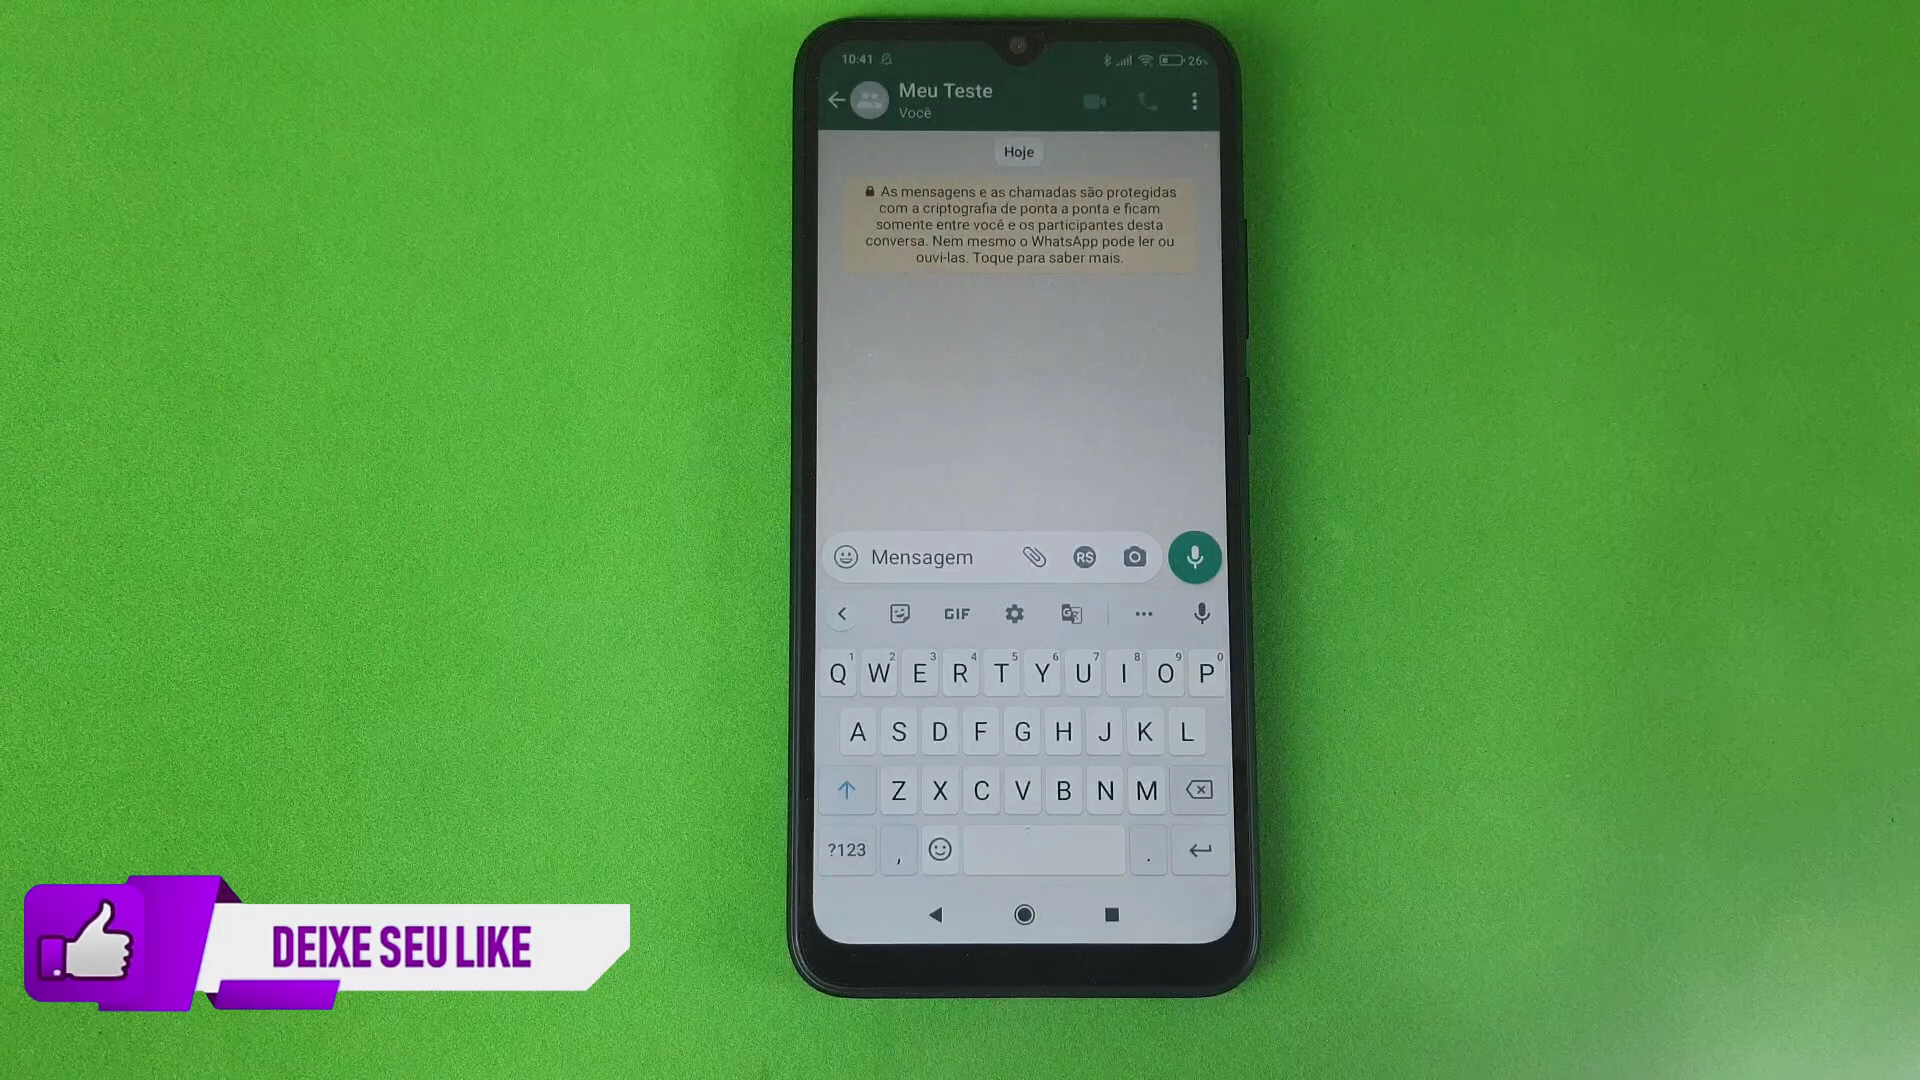 10:41
26%
Meu Teste
Você
Hoje
As mensagens e as chamadas são protegidas
com a criptografia de ponta a ponta e ficam
somente entre você e os participantes desta
conversa. Nem mesmo o WhatsApp pode ler ou
ouvi-las. Toque para saber mais.
Mensagem
R$
GIF
G
1 2 3 4 5 6 7 8 9 0
Q W E R T Y U I O P
A S D F G H J K L
Z X C V B N M
?123 , .
DEIXE SEU LIKE